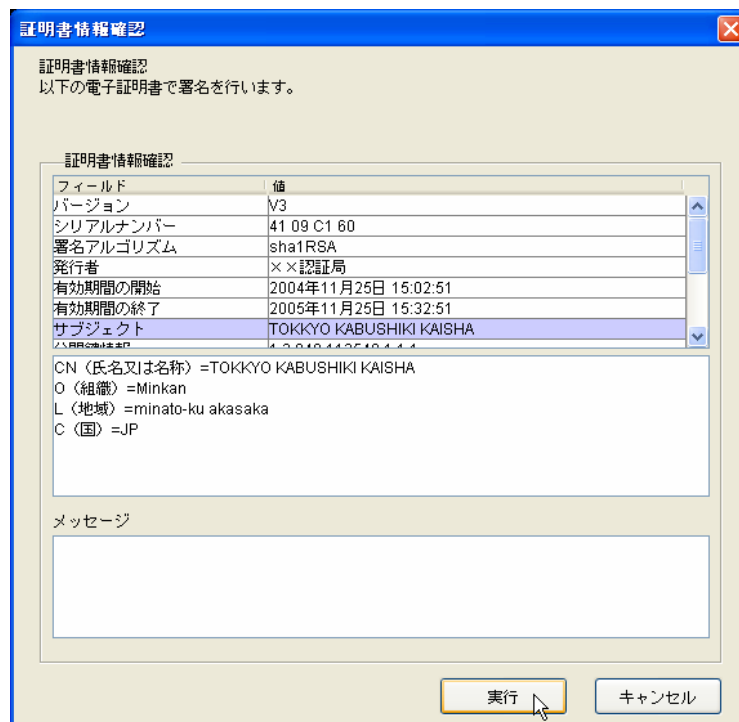 証明書情報確認
証明書情報確認
以下の電子証明書で署名を行います。
証明書情報確認
フィールド 値
バージョン V3
シリアルナンバー 41 09 C1 60
署名アルゴリズム sha1RSA
発行者 ××認証局
有効期間の開始 2004年11月25日 15:02:51
有効期間の終了 2005年11月25日 15:32:51
サブジェクト TOKKYO KABUSHIKI KAISHA
CN（氏名又は名称）=TOKKYO KABUSHIKI KAISHA
O（組織）=Minkan
L（地域）=minato-ku akasaka
C（国）=JP
メッセージ
実行 キャンセル